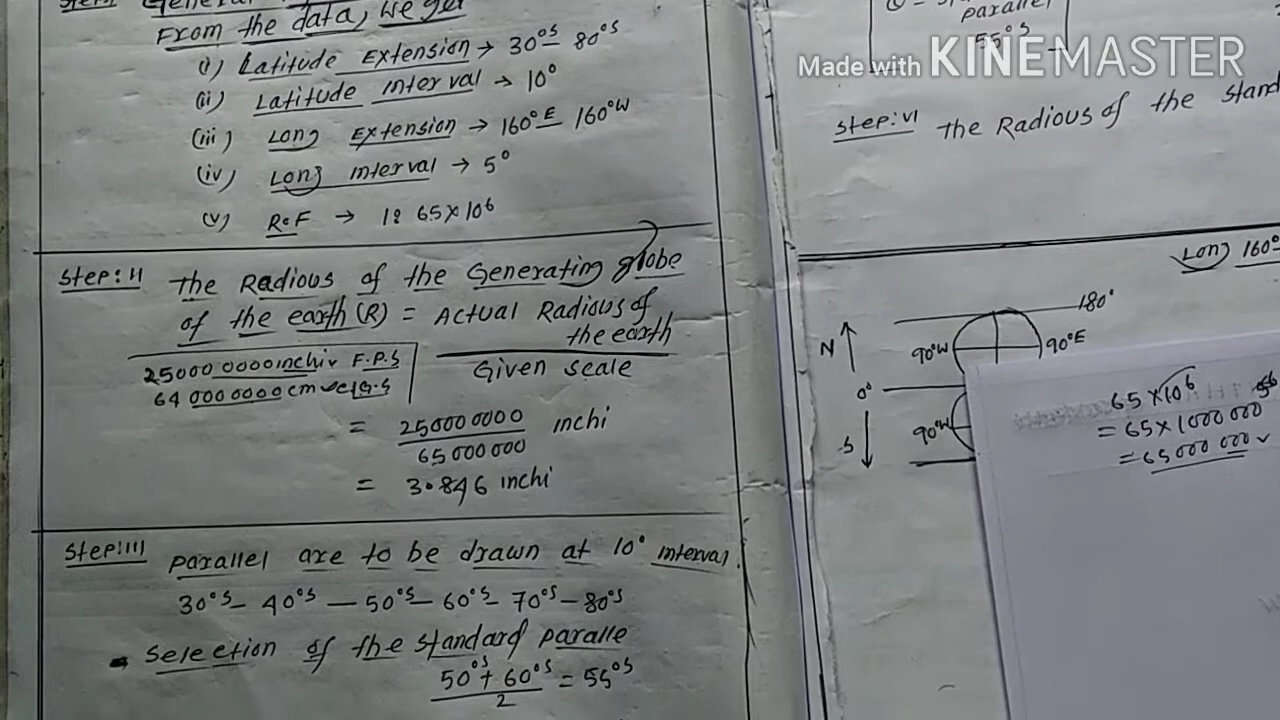 Step:I General
From the data, we get
(i) Latitude Extension → 30°S – 80°S
(ii) Latitude interval → 10°
(iii) Long Extension → 160°E – 160°W
(iv) Long interval → 5°
(v) R.F → 1: 65×10⁶
Step:II The Radious of the Generating globe
of the earth (R) = Actual Radious of
the earth
Given scale
250000000 inchi F.P.S
640000000 cm C.G.S
= 250000000 inchi
65000000
= 3.846 inchi
Step:III Parallel are to be drawn at 10° interval.
30°S – 40°S – 50°S – 60°S – 70°S – 80°S
Selection of the Standard Paralle
50°S + 60°S = 55°S
2
parallel
55°S
Made with KINEMASTER
Step:VI The Radious of the Stand
Long 160°
180°
N
90°W
90°E
0°
90°W
S
65×10⁶
= 65×1000000
= 65000000